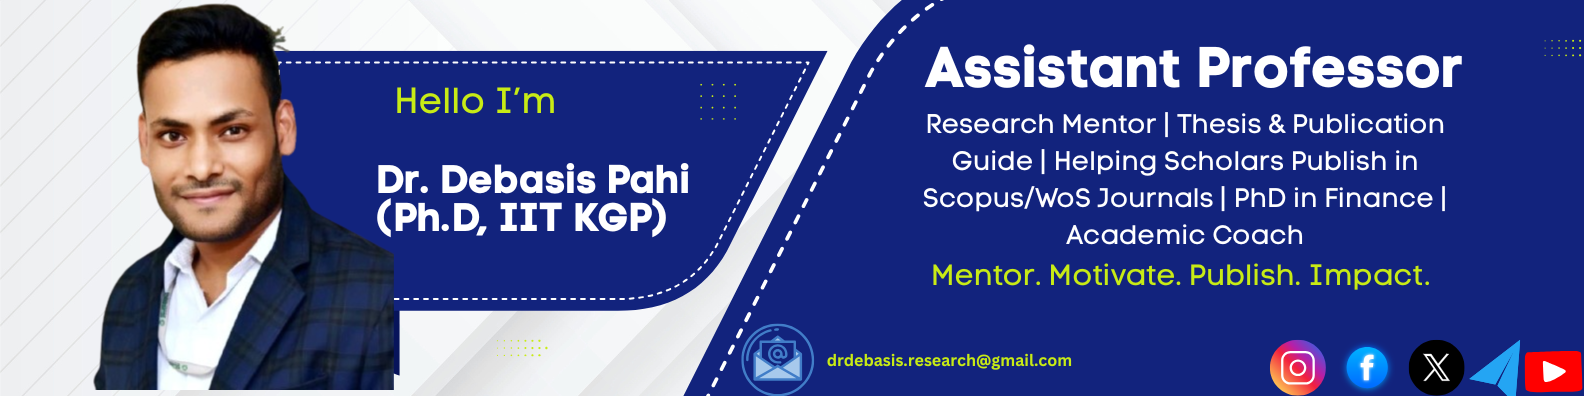 Hello I'm
Dr. Debasis Pahi
(Ph.D, IIT KGP)
Assistant Professor
Research Mentor | Thesis & Publication
Guide | Helping Scholars Publish in
Scopus/WoS Journals | PhD in Finance |
Academic Coach
Mentor. Motivate. Publish. Impact.
drdebasis.research@gmail.com